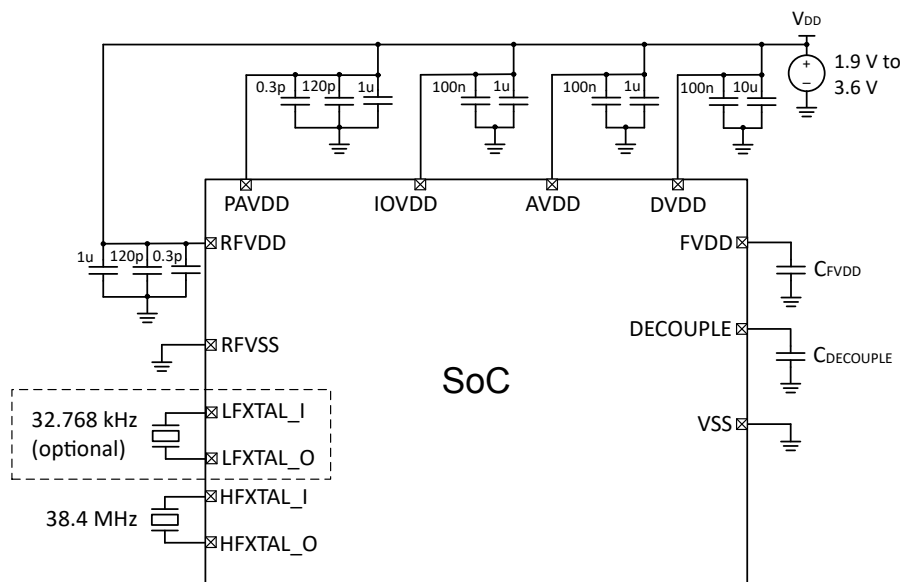 VDD
+
−
1.9 V to
3.6 V
0.3p
120p
1u
100n
1u
100n
1u
100n
10u
PAVDD
IOVDD
AVDD
DVDD
RFVDD
FVDD
1u
120p
0.3p
CFVDD
RFVSS
DECOUPLE
CDECOUPLE
SoC
32.768 kHz
(optional)
LFXTAL_I
LFXTAL_O
VSS
38.4 MHz
HFXTAL_I
HFXTAL_O